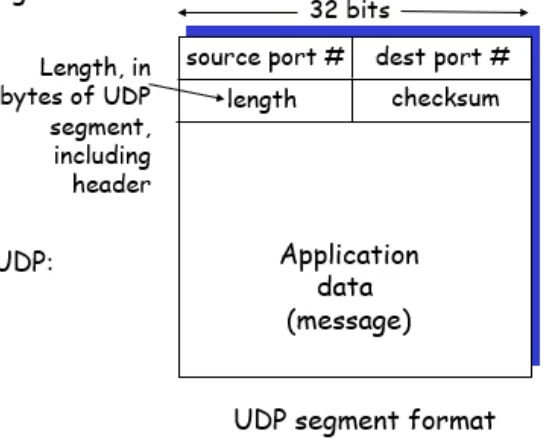 32 bits
source port #
dest port #
Length, in
bytes of UDP
segment,
including
header
length
checksum
UDP:
Application
data
(message)
UDP segment format